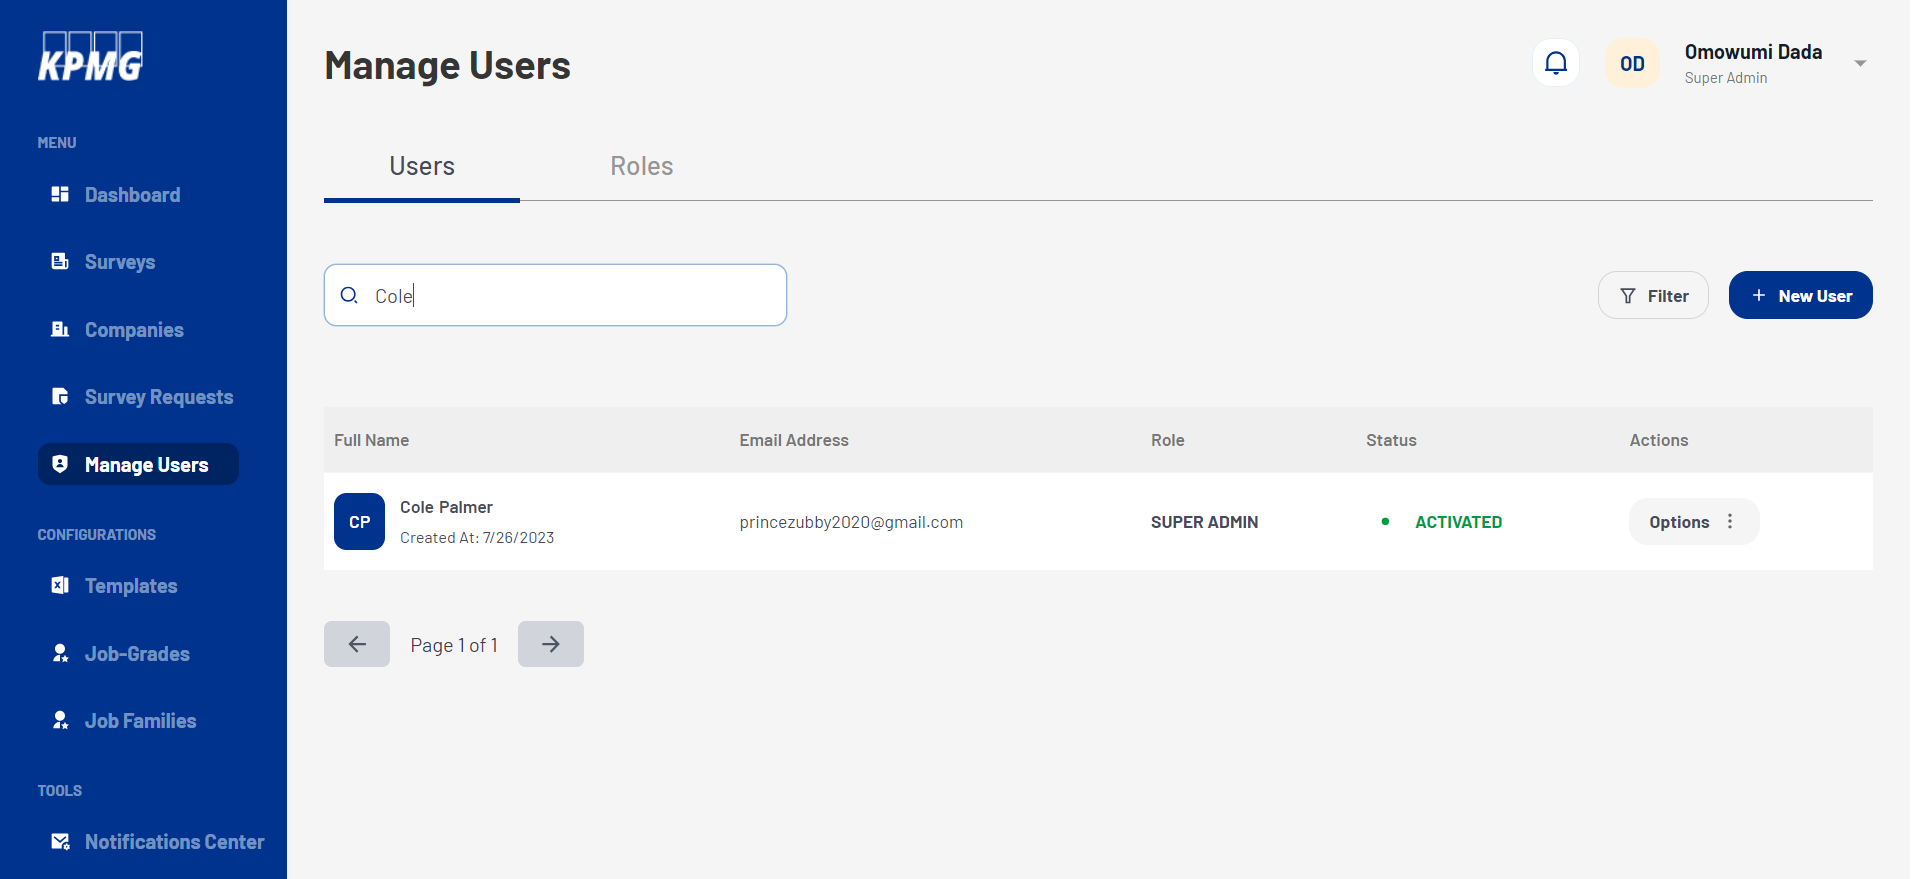 KPMG
MENU
Dashboard
Surveys
Companies
Survey Requests
Manage Users
CONFIGURATIONS
Templates
Job-Grades
Job Families
TOOLS
Notifications Center
Manage Users
OD
Omowumi Dada
Super Admin
Users
Roles
Cole
Filter
+ New User
Full Name
Email Address
Role
Status
Actions
CP
Cole Palmer
Created At: 7/26/2023
princezubby2020@gmail.com
SUPER ADMIN
ACTIVATED
Options
Page 1 of 1